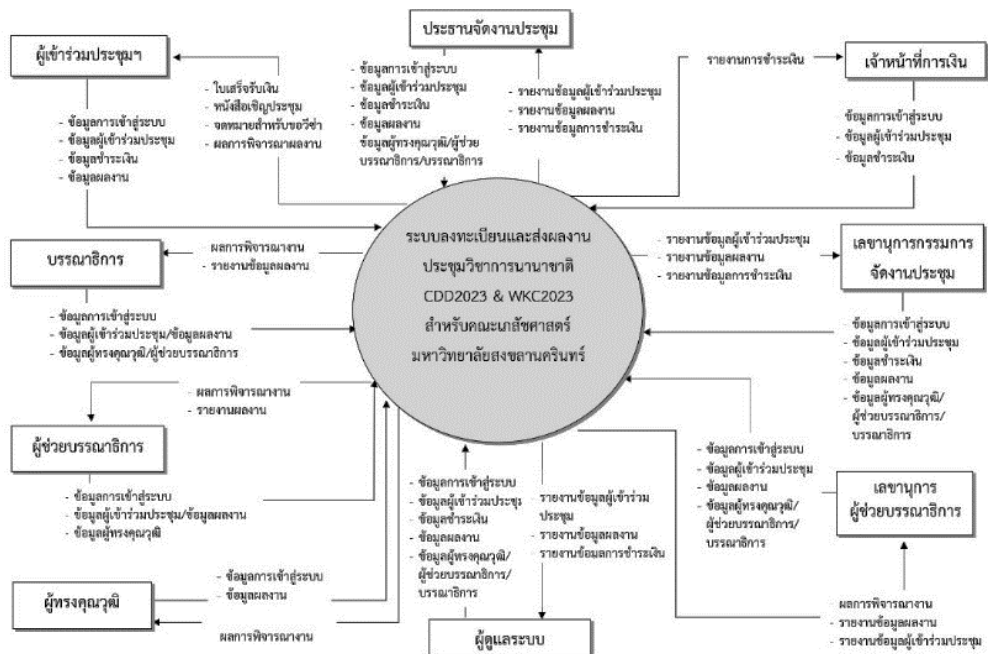 ประธานจัดงานประชุม
ผู้เข้าร่วมประชุมฯ
เจ้าหน้าที่การเงิน
- ใบเสร็จรับเงิน
- หนังสือเชิญประชุม
- จดหมายสำหรับขอวีซ่า
- ผลการพิจารณาผลงาน
- ข้อมูลการเข้าสู่ระบบ
- ข้อมูลผู้เข้าร่วมประชุม
- ข้อมูลชำระเงิน
- ข้อมูลผลงาน
ข้อมูลผู้ทรงคุณวุฒิ/ผู้ช่วย
บรรณาธิการ/บรรณาธิการ
- รายงานข้อมูลผู้เข้าร่วมประชุม
- รายงานข้อมูลผลงาน
- รายงานข้อมูลการชำระเงิน
รายงานการชำระเงิน
- ข้อมูลการเข้าสู่ระบบ
- ข้อมูลผู้เข้าร่วมประชุม
- ข้อมูลชำระเงิน
- ข้อมูลผลงาน
- ข้อมูลการเข้าสู่ระบบ
- ข้อมูลผู้เข้าร่วมประชุม
- ข้อมูลชำระเงิน
ระบบลงทะเบียนและส่งผลงาน
ประชุมวิชาการนานาชาติ
CDD2023 & WKC2023
สำหรับคณะเภสัชศาสตร์
มหาวิทยาลัยสงขลานครินทร์
บรรณาธิการ
ผลการพิจารณางาน
- รายงานข้อมูลผลงาน
- ข้อมูลการเข้าสู่ระบบ
- ข้อมูลผู้เข้าร่วมประชุม/ข้อมูลผลงาน
- ข้อมูลผู้ทรงคุณวุฒิ/ผู้ช่วยบรรณาธิการ
- รายงานข้อมูลผู้เข้าร่วมประชุม
- รายงานข้อมูลผลงาน
- รายงานข้อมูลการชำระเงิน
เลขานุการกรรมการ
จัดงานประชุม
- ข้อมูลการเข้าสู่ระบบ
- ข้อมูลผู้เข้าร่วมประชุม
- ข้อมูลชำระเงิน
- ข้อมูลผลงาน
- ข้อมูลผู้ทรงคุณวุฒิ/
ผู้ช่วยบรรณาธิการ/
บรรณาธิการ
- ผลการพิจารณางาน
- รายงานผลงาน
ผู้ช่วยบรรณาธิการ
- ข้อมูลการเข้าสู่ระบบ
- ข้อมูลผู้เข้าร่วมประชุม/ข้อมูลผลงาน
- ข้อมูลผู้ทรงคุณวุฒิ
- ข้อมูลการเข้าสู่ระบบ
- ข้อมูลผู้เข้าร่วมประชุม
- ข้อมูลชำระเงิน
- ข้อมูลผลงาน
- ข้อมูลผู้ทรงคุณวุฒิ/
ผู้ช่วยบรรณาธิการ/
บรรณาธิการ
รายงานข้อมูลผู้เข้าร่วม
ประชุม
- รายงานข้อมูลผลงาน
- รายงานข้อมูลการชำระเงิน
- ข้อมูลการเข้าสู่ระบบ
- ข้อมูลผู้เข้าร่วมประชุม
- ข้อมูลผลงาน
- ข้อมูลผู้ทรงคุณวุฒิ/
ผู้ช่วยบรรณาธิการ/
บรรณาธิการ
เลขานุการ
ผู้ช่วยบรรณาธิการ
ผู้ทรงคุณวุฒิ
- ข้อมูลการเข้าสู่ระบบ
- ข้อมูลผลงาน
ผลการพิจารณางาน
ผู้ดูแลระบบ
ผลการพิจารณางาน
- รายงานข้อมูลผลงาน
- รายงานข้อมูลผู้เข้าร่วมประชุม